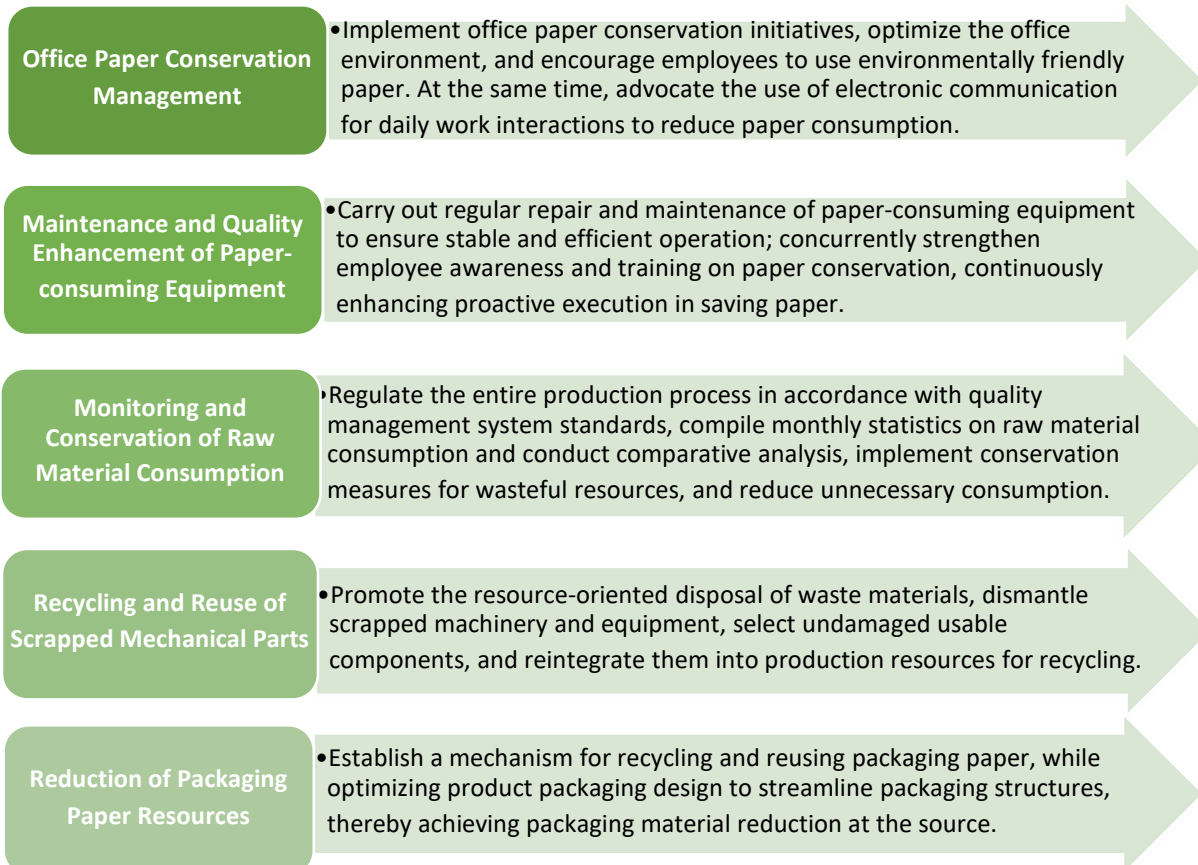 Office Paper Conservation
Management
•Implement office paper conservation initiatives, optimize the office
environment, and encourage employees to use environmentally friendly
paper. At the same time, advocate the use of electronic communication
for daily work interactions to reduce paper consumption.
Maintenance and Quality
Enhancement of Paper-
consuming Equipment
•Carry out regular repair and maintenance of paper-consuming equipment
to ensure stable and efficient operation; concurrently strengthen
employee awareness and training on paper conservation, continuously
enhancing proactive execution in saving paper.
Monitoring and
Conservation of Raw
Material Consumption
•Regulate the entire production process in accordance with quality
management system standards, compile monthly statistics on raw material
consumption and conduct comparative analysis, implement conservation
measures for wasteful resources, and reduce unnecessary consumption.
Recycling and Reuse of
Scrapped Mechanical Parts
•Promote the resource-oriented disposal of waste materials, dismantle
scrapped machinery and equipment, select undamaged usable
components, and reintegrate them into production resources for recycling.
Reduction of Packaging
Paper Resources
•Establish a mechanism for recycling and reusing packaging paper, while
optimizing product packaging design to streamline packaging structures,
thereby achieving packaging material reduction at the source.